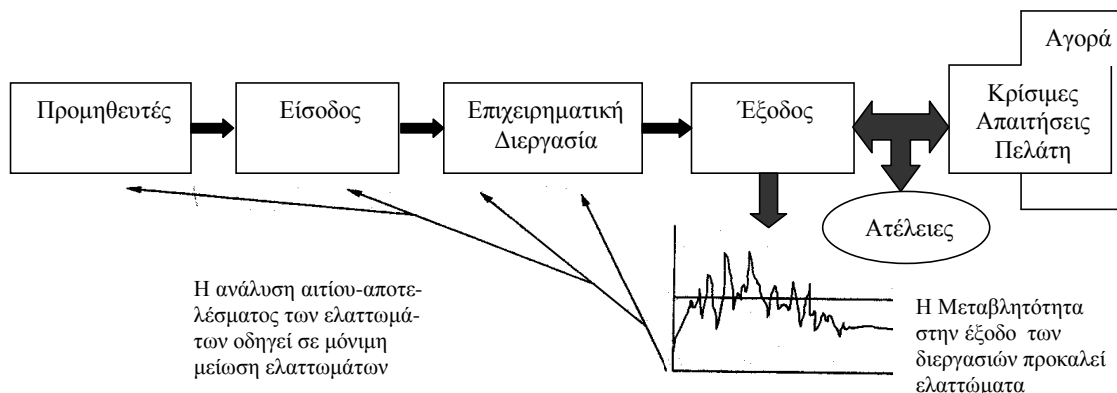 Αγορά
Προμηθευτές
Είσοδος
Επιχειρηματική
Διεργασία
Έξοδος
Κρίσιμες
Απαιτήσεις
Πελάτη
Ατέλειες
Η ανάλυση αιτίου-αποτε-
λέσματος των ελαττωμά-
των οδηγεί σε μόνιμη
μείωση ελαττωμάτων
Η Μεταβλητότητα
στην έξοδο των
διεργασιών προκαλεί
ελαττώματα